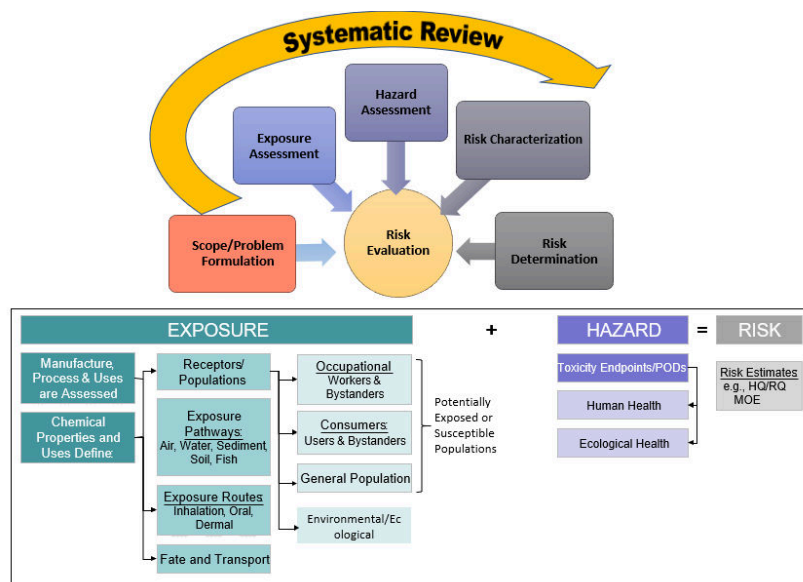 Systematic Review
Hazard
Assessment
Exposure
Assessment
Risk Characterization
Scope/Problem
Formulation
Risk
Evaluation
Risk
Determination
EXPOSURE
+
HAZARD
=
RISK
Manufacture,
Process & Uses
are Assessed
Chemical
Properties and
Uses Define:
Receptors/
Populations
Exposure
Pathways:
Air, Water, Sediment,
Soil, Fish
Exposure Routes:
Inhalation, Oral,
Dermal
Fate and Transport
Occupational
Workers &
Bystanders
Consumers:
Users & Bystanders
General Population
Environmental/Ec
ological
Potentially
Exposed or
Susceptible
Populations
Toxicity Endpoints/PODs
Human Health
Ecological Health
Risk Estimates
e.g., HQ/RQ
MOE